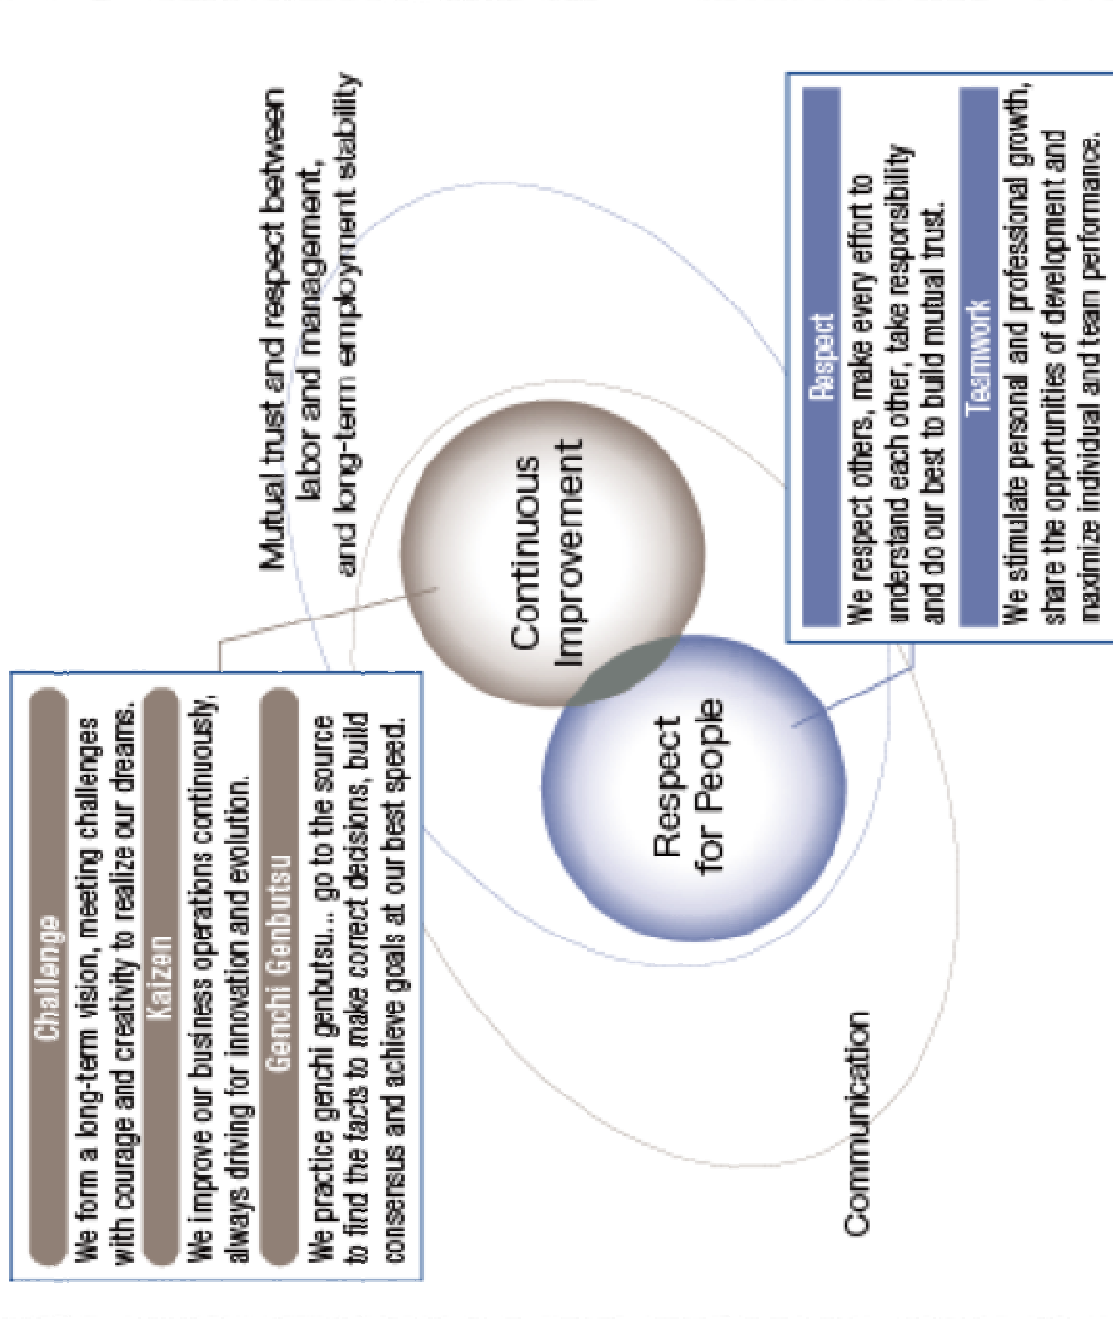 Challenge
We form a long-term vision, meeting challenges
with courage and creativity to realize our dreams.
Kaizen
We improve our business operations continuously,
always driving for innovation and evolution.
Genchi Genbutsu
We practice genchi genbutsu... go to the source
to find the facts to make correct decisions, build
consensus and achieve goals at our best speed.
Mutual trust and respect between
labor and management,
and long-term employment stability
Continuous
Improvement
Respect
for People
Communication
Respect
We respect others, make every effort to
understand each other, take responsibility
and do our best to build mutual trust.
Teamwork
We stimulate personal and professional growth,
share the opportunities of development and
maximize individual and team performance.